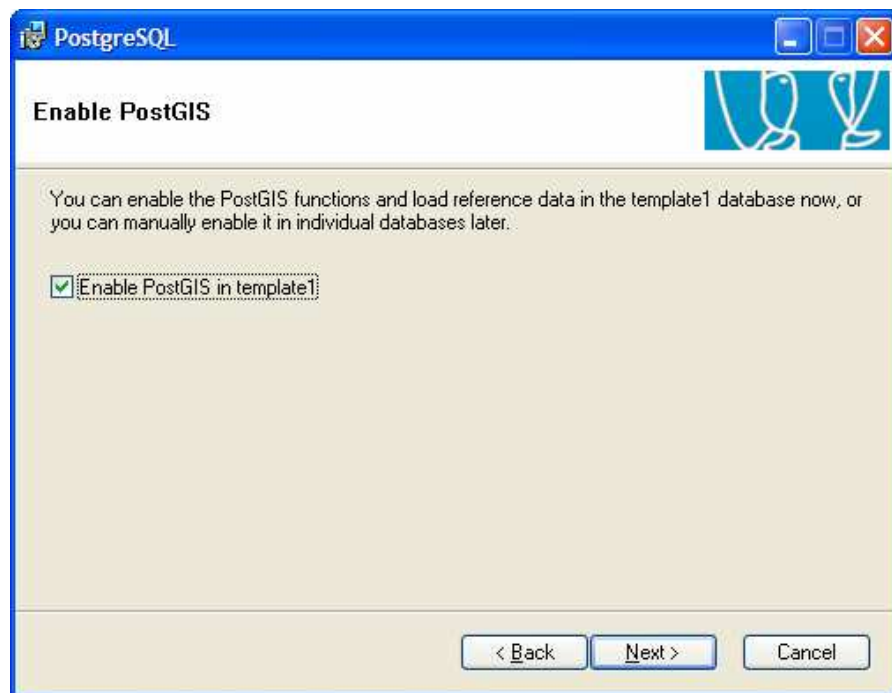 PostgreSQL
Enable PostGIS
You can enable the PostGIS functions and load reference data in the template1 database now, or
you can manually enable it in individual databases later.
Enable PostGIS in template1
< Back
Next >
Cancel